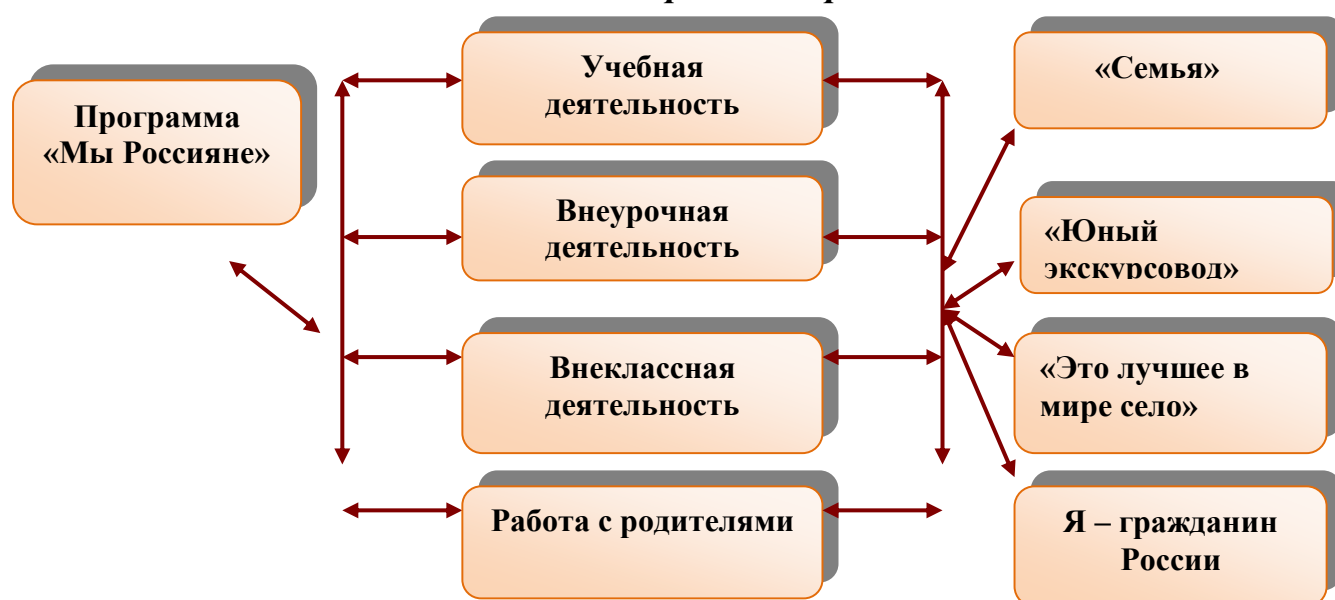 Программа
«Мы Россияне»
Учебная
деятельность
Внеурочная
деятельность
Внеклассная
деятельность
Работа с родителями
«Семья»
«Юный
экскурсовод»
«Это лучшее в
мире село»
Я – гражданин
России